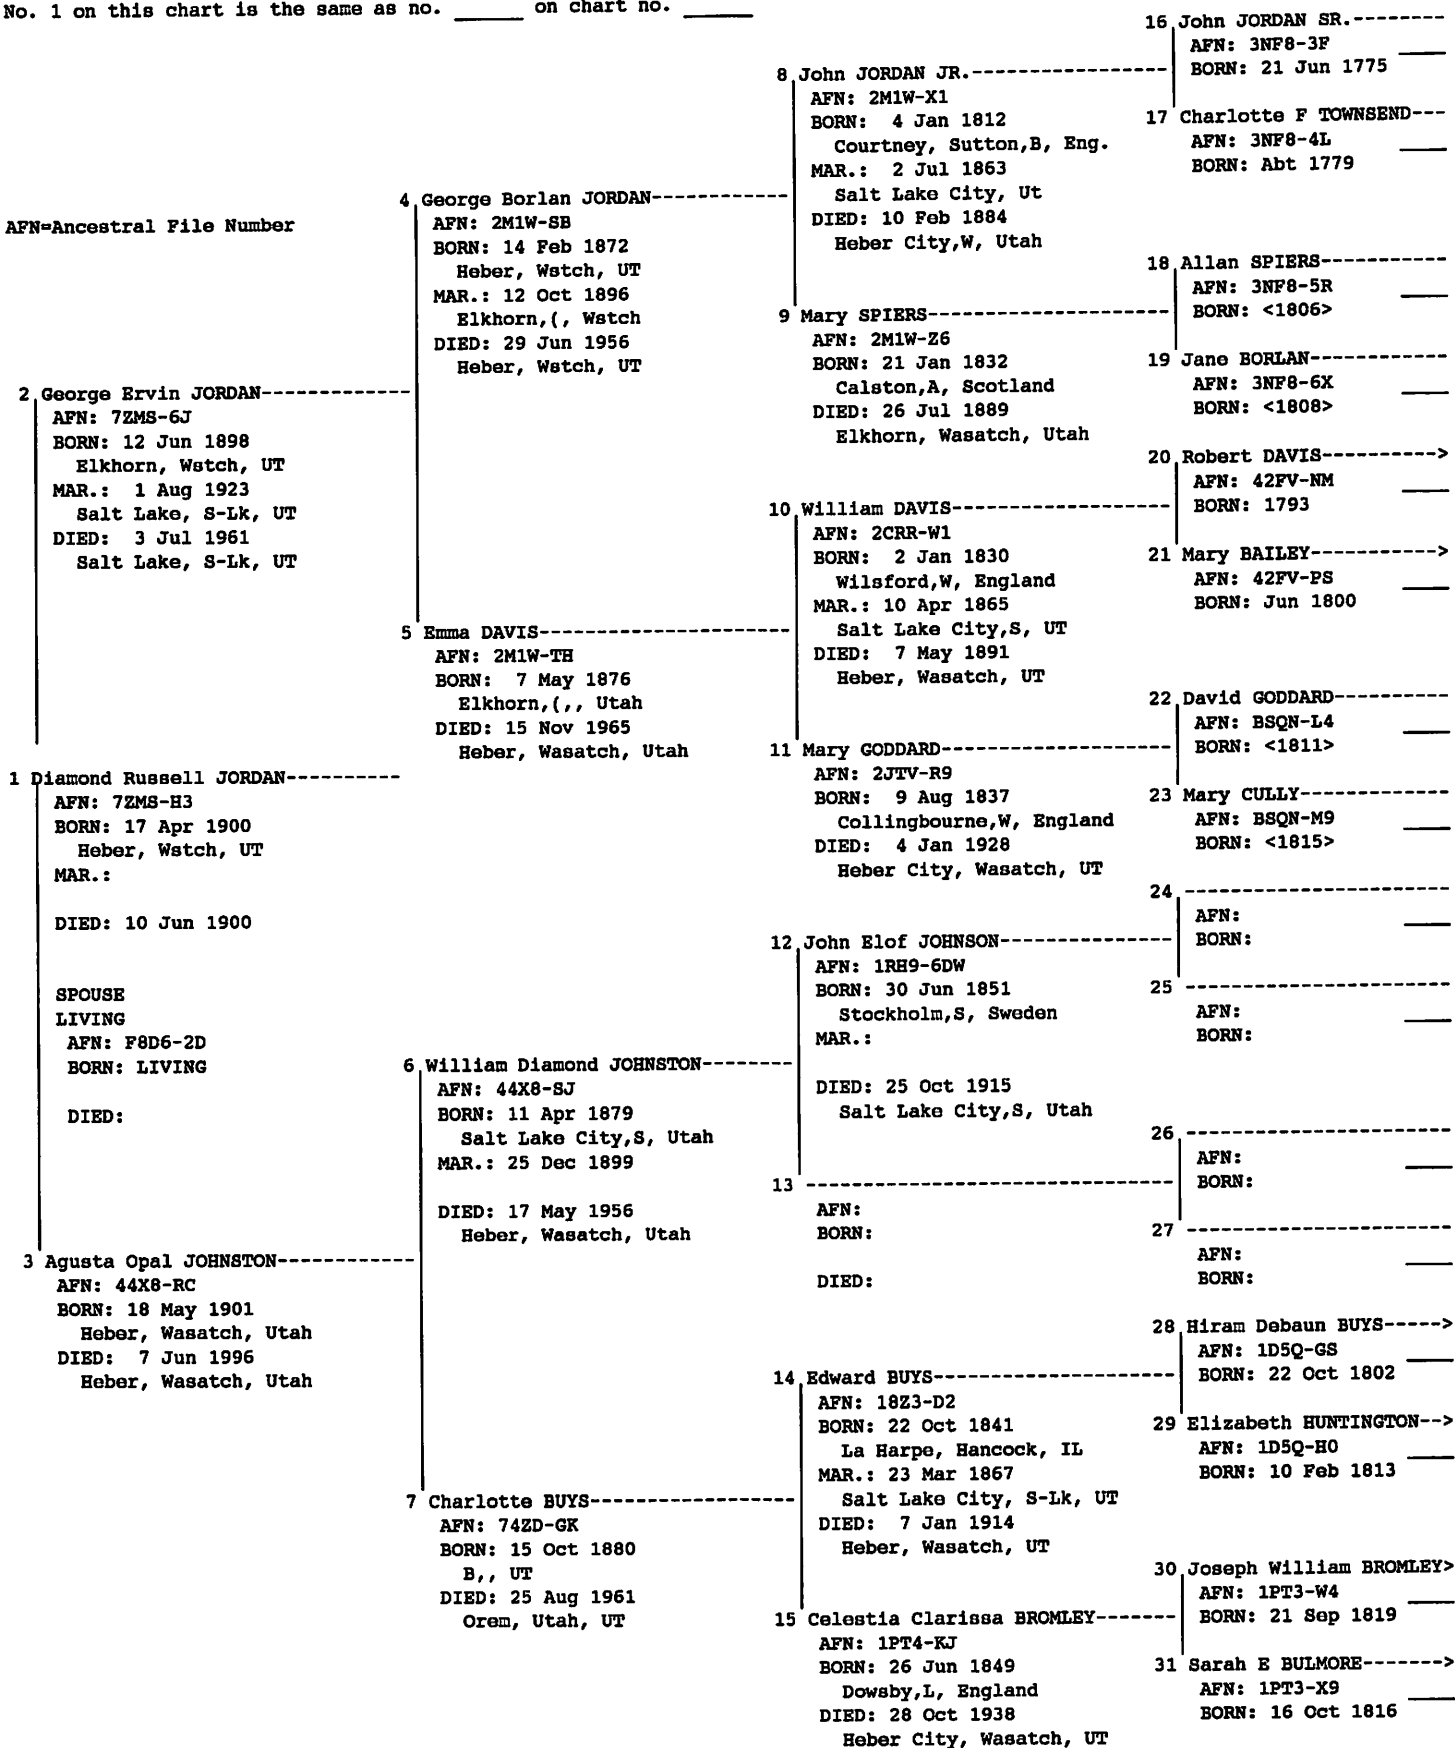 No. 1 on this chart is the same as no. _____ on chart no. _____
AFN=Ancestral File Number
1 Diamond Russell JORDAN----------
AFN: 7ZMS-H3
BORN: 17 Apr 1900
Heber, Wstch, UT
MAR.:
DIED: 10 Jun 1900
SPOUSE
LIVING
AFN: F8D6-2D
BORN: LIVING
DIED:
2 George Ervin JORDAN-------------
AFN: 7ZMS-6J
BORN: 12 Jun 1898
Elkhorn, Wstch, UT
MAR.: 1 Aug 1923
Salt Lake, S-Lk, UT
DIED: 3 Jul 1961
Salt Lake, S-Lk, UT
3 Agusta Opal JOHNSTON------------
AFN: 44X8-RC
BORN: 18 May 1901
Heber, Wasatch, Utah
DIED: 7 Jun 1996
Heber, Wasatch, Utah
4 George Borlan JORDAN------------
AFN: 2M1W-SB
BORN: 14 Feb 1872
Heber, Wstch, UT
MAR.: 12 Oct 1896
Elkhorn,(, Wstch
DIED: 29 Jun 1956
Heber, Wstch, UT
5 Emma DAVIS----------------------
AFN: 2M1W-TH
BORN: 7 May 1876
Elkhorn,(,, Utah
DIED: 15 Nov 1965
Heber, Wasatch, Utah
6 William Diamond JOHNSTON--------
AFN: 44X8-SJ
BORN: 11 Apr 1879
Salt Lake City,S, Utah
MAR.: 25 Dec 1899
DIED: 17 May 1956
Heber, Wasatch, Utah
7 Charlotte BUYS------------------
AFN: 74ZD-GK
BORN: 15 Oct 1880
B,, UT
DIED: 25 Aug 1961
Orem, Utah, UT
8 John JORDAN JR.-----------------
AFN: 2M1W-X1
BORN: 4 Jan 1812
Courtney, Sutton,B, Eng.
MAR.: 2 Jul 1863
Salt Lake City, Ut
DIED: 10 Feb 1884
Heber City,W, Utah
9 Mary SPIERS---------------------
AFN: 2M1W-Z6
BORN: 21 Jan 1832
Calston,A, Scotland
DIED: 26 Jul 1889
Elkhorn, Wasatch, Utah
10 William DAVIS-------------------
AFN: 2CRR-W1
BORN: 2 Jan 1830
Wilsford,W, England
MAR.: 10 Apr 1865
Salt Lake City,S, UT
DIED: 7 May 1891
Heber, Wasatch, UT
11 Mary GODDARD--------------------
AFN: 2JTV-R9
BORN: 9 Aug 1837
Collingbourne,W, England
DIED: 4 Jan 1928
Heber City, Wasatch, UT
12 John Elof JOHNSON---------------
AFN: 1RH9-6DW
BORN: 30 Jun 1851
Stockholm,S, Sweden
MAR.:
DIED: 25 Oct 1915
Salt Lake City,S, Utah
13 --------------------------------
AFN:
BORN:
DIED:
14 Edward BUYS---------------------
AFN: 18Z3-D2
BORN: 22 Oct 1841
La Harpe, Hancock, IL
MAR.: 23 Mar 1867
Salt Lake City, S-Lk, UT
DIED: 7 Jan 1914
Heber, Wasatch, UT
15 Celestia Clarissa BROMLEY-------
AFN: 1PT4-KJ
BORN: 26 Jun 1849
Dowsby,L, England
DIED: 28 Oct 1938
Heber City, Wasatch, UT
16 John JORDAN SR.--------
AFN: 3NF8-3F
BORN: 21 Jun 1775
17 Charlotte F TOWNSEND---
AFN: 3NF8-4L
BORN: Abt 1779
18 Allan SPIERS-----------
AFN: 3NF8-5R
BORN: <1806>
19 Jane BORLAN------------
AFN: 3NF8-6X
BORN: <1808>
20 Robert DAVIS---------->
AFN: 42FV-NM
BORN: 1793
21 Mary BAILEY----------->
AFN: 42FV-PS
BORN: Jun 1800
22 David GODDARD----------
AFN: BSQN-L4
BORN: <1811>
23 Mary CULLY-------------
AFN: BSQN-M9
BORN: <1815>
24 -----------------------
AFN:
BORN:
25 -----------------------
AFN:
BORN:
26 -----------------------
AFN:
BORN:
27 -----------------------
AFN:
BORN:
28 Hiram Debaun BUYS----->
AFN: 1D5Q-GS
BORN: 22 Oct 1802
29 Elizabeth HUNTINGTON-->
AFN: 1D5Q-H0
BORN: 10 Feb 1813
30 Joseph William BROMLEY>
AFN: 1PT3-W4
BORN: 21 Sep 1819
31 Sarah E BULMORE------->
AFN: 1PT3-X9
BORN: 16 Oct 1816